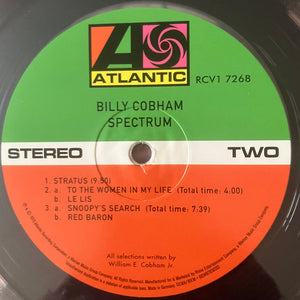 ATLANTIC
RCV1 7268
BILLY COBHAM
SPECTRUM
STEREO TWO
1. STRATUS (9:50)
2. a. TO THE WOMEN IN MY LIFE (Total time: 4:00)
b. LE LIS
3. a. SNOOPY'S SEARCH (Total time: 7:39)
b. RED BARON
All selections written by
William E. Cobham Jr.